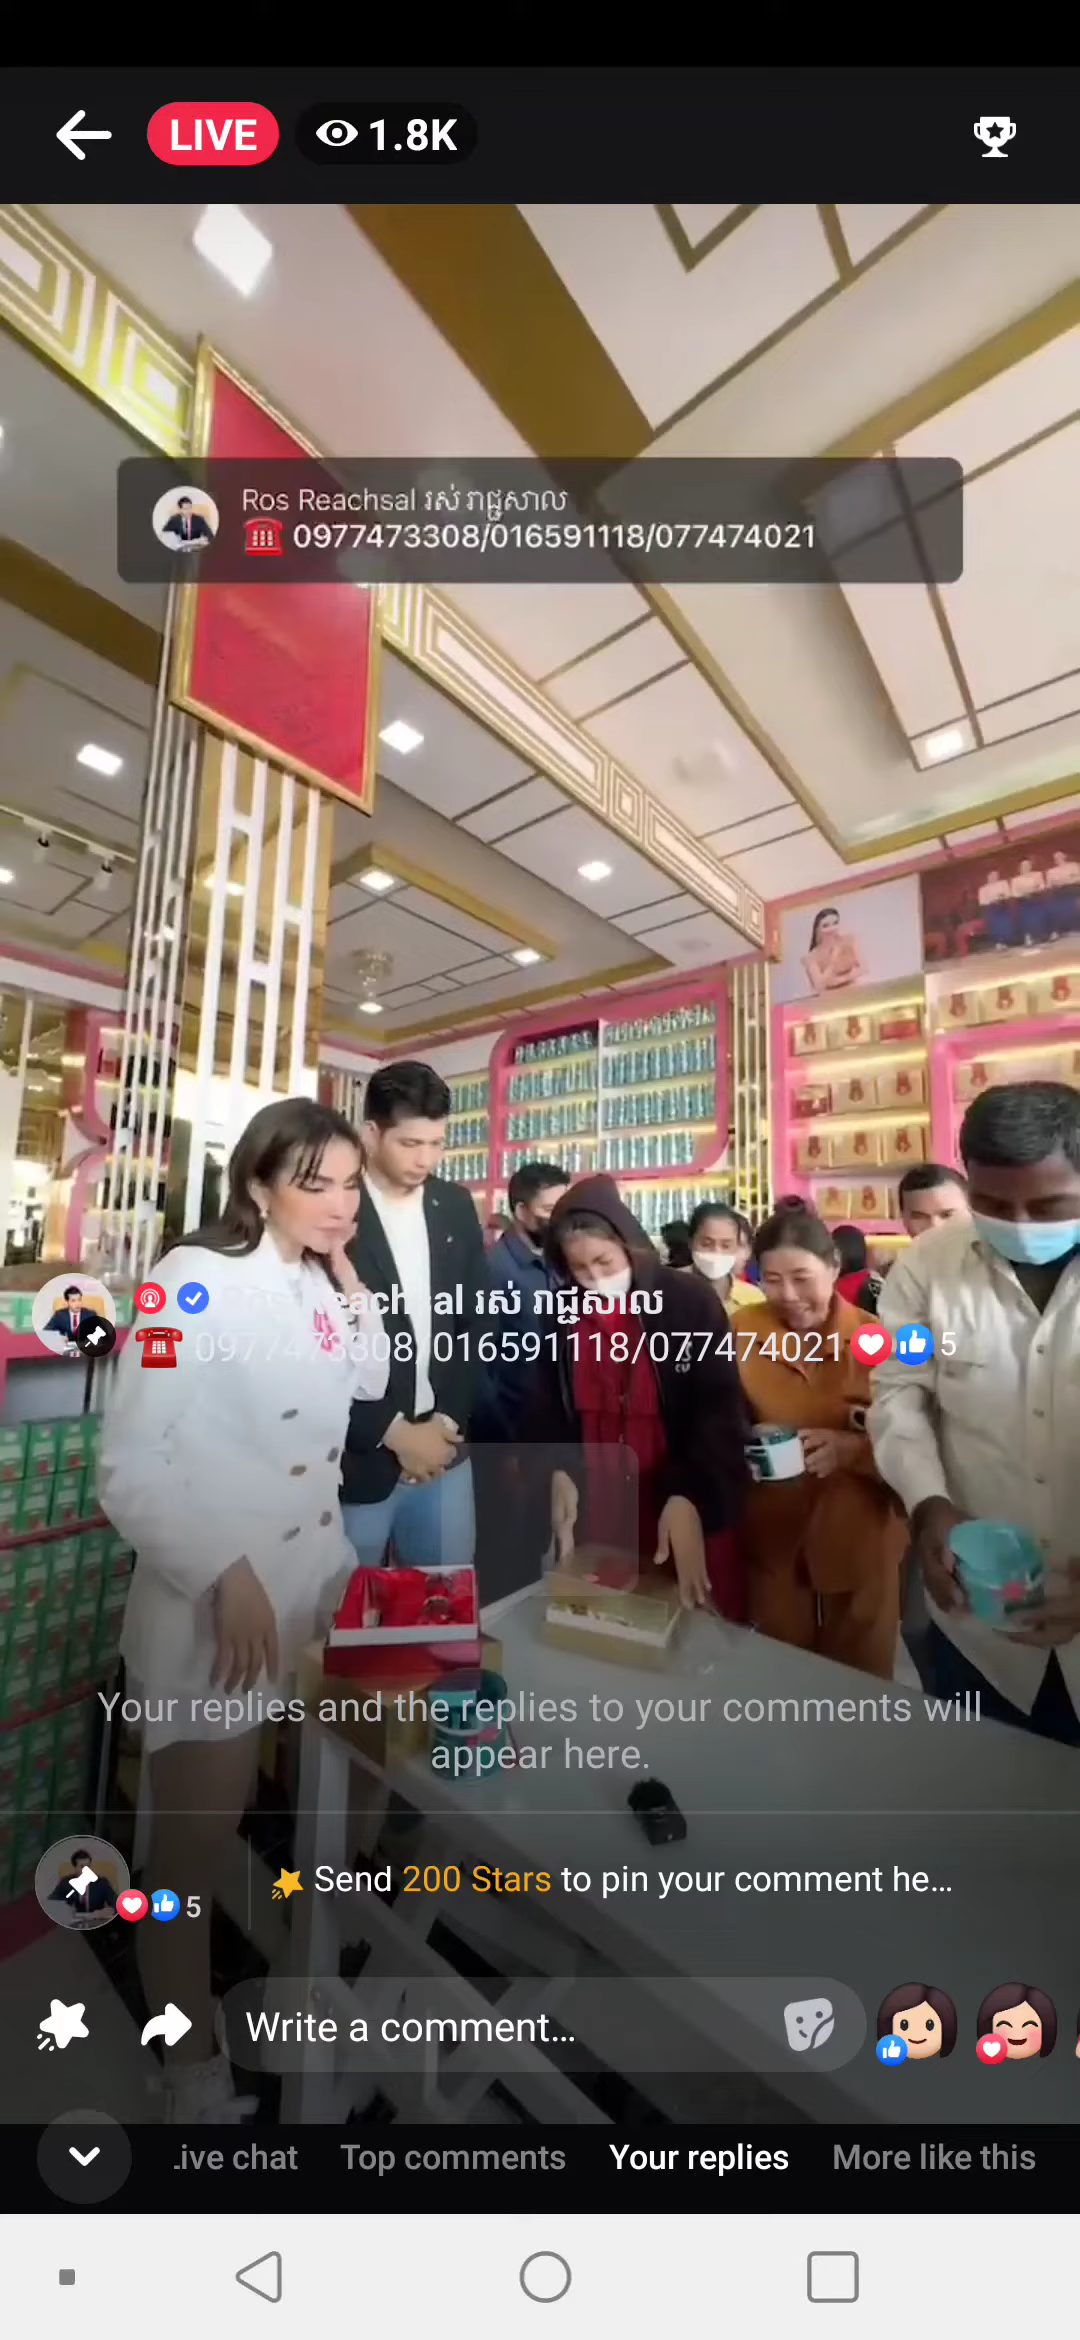 LIVE
1.8K
Ros Reachsal រស់ រាជ្ជសាល
0977473308/016591118/077474021
eachsal រស់ រាជ្ជសាល
0977473308/016591118/077474021 5
Your replies and the replies to your comments will
appear here.
5 Send 200 Stars to pin your comment he...
Write a comment...
ive chat Top comments Your replies More like this